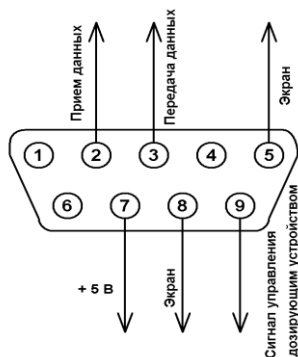 Прием данных
Передача данных
Экран
1 2 3 4 5
6 7 8 9
+ 5 В
Экран
Сигнал управления
дозирующим устройством